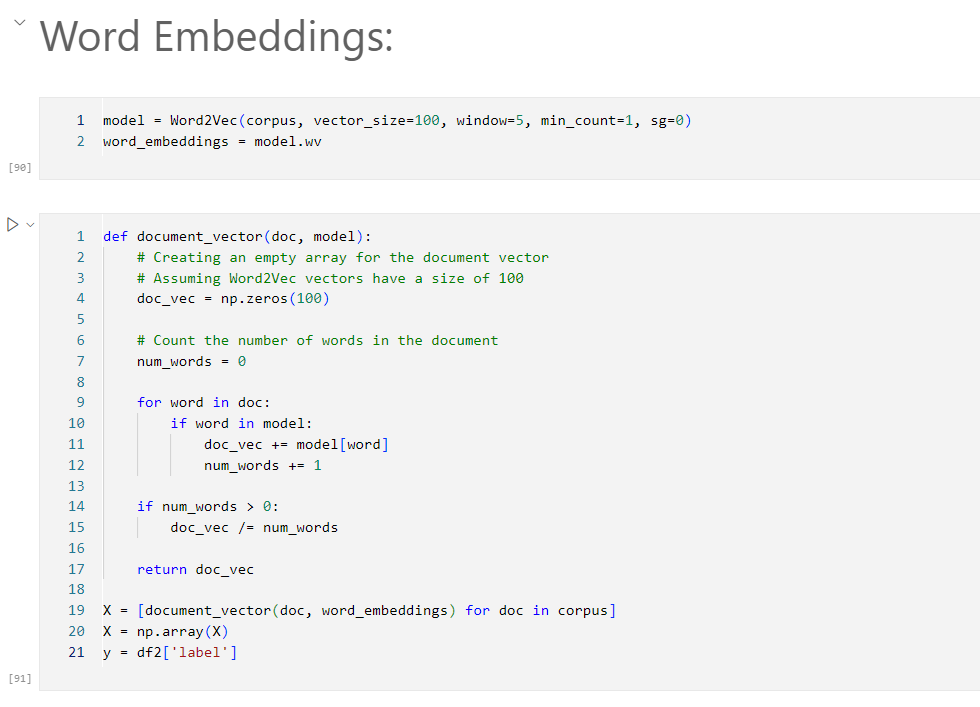 Word Embeddings:
1 model = Word2Vec(corpus, vector_size=100, window=5, min_count=1, sg=0)
2 word_embeddings = model.wv
[90]
1 def document_vector(doc, model):
2     # Creating an empty array for the document vector
3     # Assuming Word2Vec vectors have a size of 100
4     doc_vec = np.zeros(100)
5
6     # Count the number of words in the document
7     num_words = 0
8
9     for word in doc:
10         if word in model:
11             doc_vec += model[word]
12             num_words += 1
13
14     if num_words > 0:
15         doc_vec /= num_words
16
17     return doc_vec
18
19 X = [document_vector(doc, word_embeddings) for doc in corpus]
20 X = np.array(X)
21 y = df2['label']
[91]